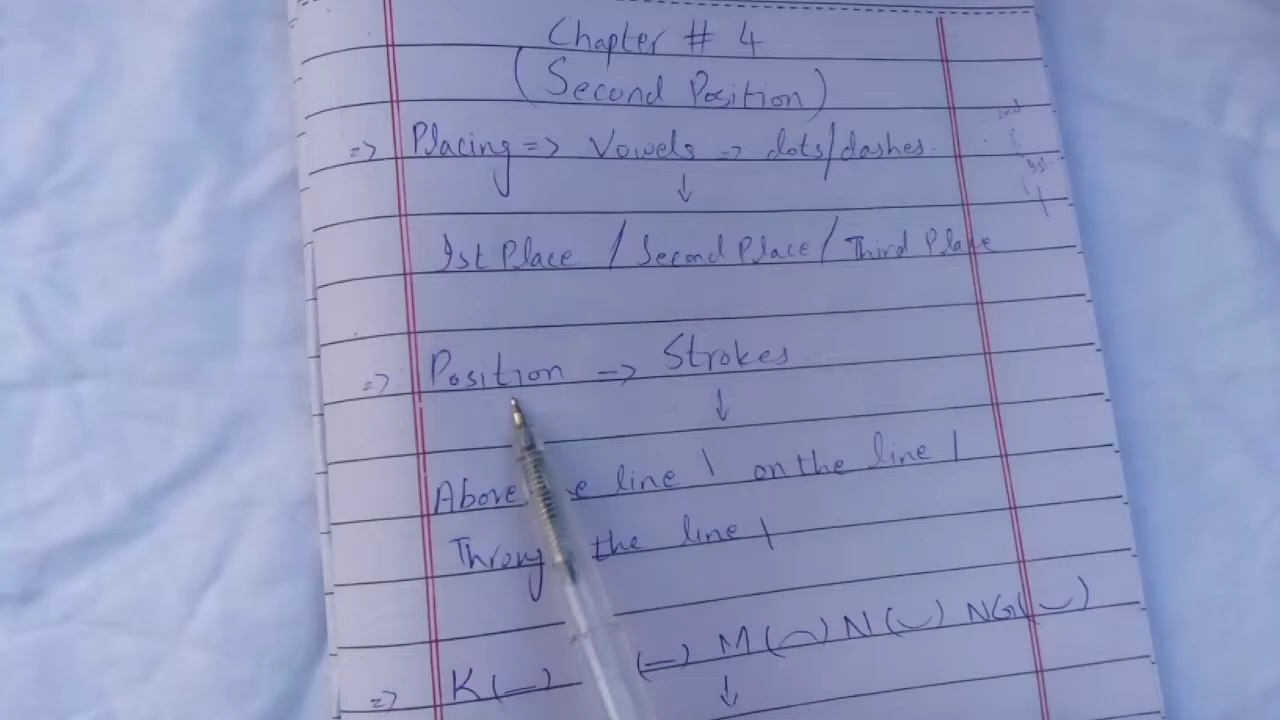 Chapter # 4
(Second Position)
=> Placing => Vowels -> dots/dashes.
↓
1st Place / Second Place / Third Place
=> Position -> Strokes
↓
Above e line \ on the line |
Throug the line |
=> K(—) (—) M(⌒) N(‿) NG(‿)
↓